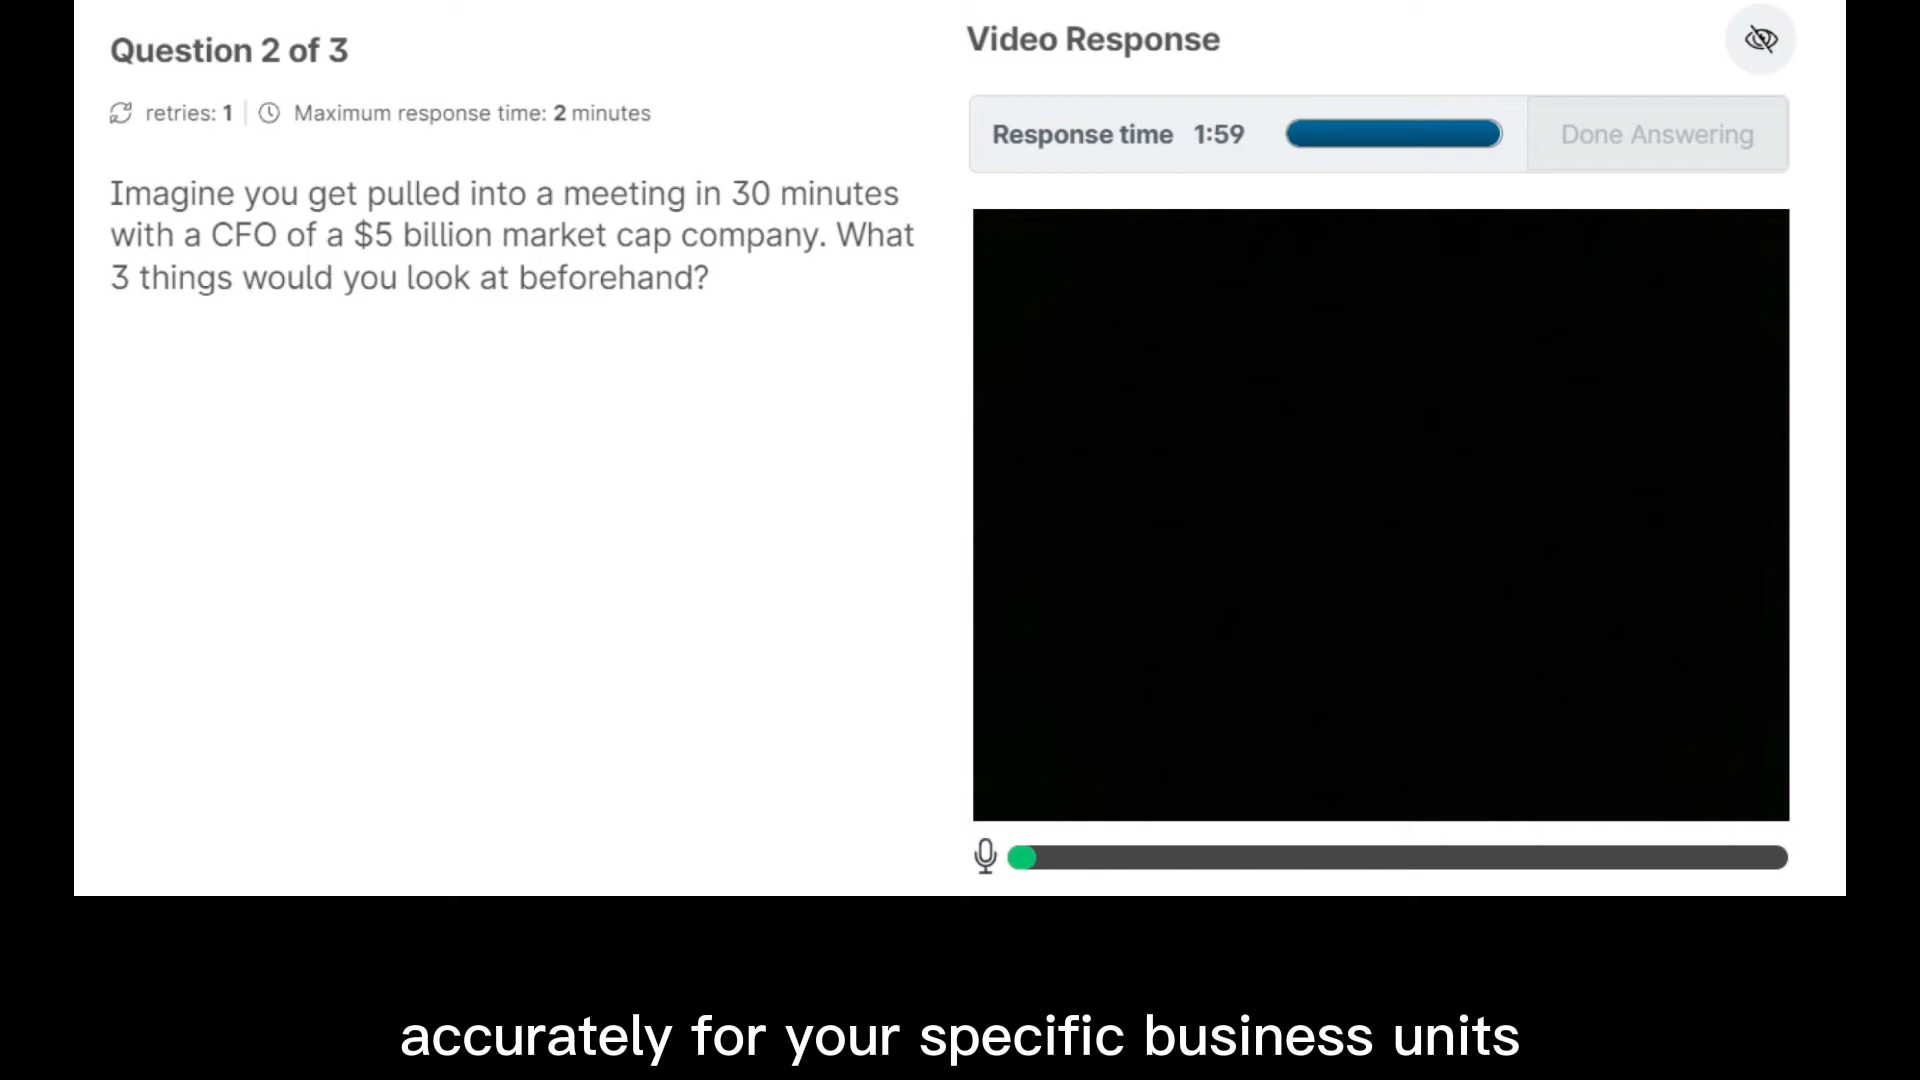 Question 2 of 3
retries: 1
Maximum response time: 2 minutes
Imagine you get pulled into a meeting in 30 minutes
with a CFO of a $5 billion market cap company. What
3 things would you look at beforehand?
Video Response
Response time 1:59
Done Answering
accurately for your specific business units